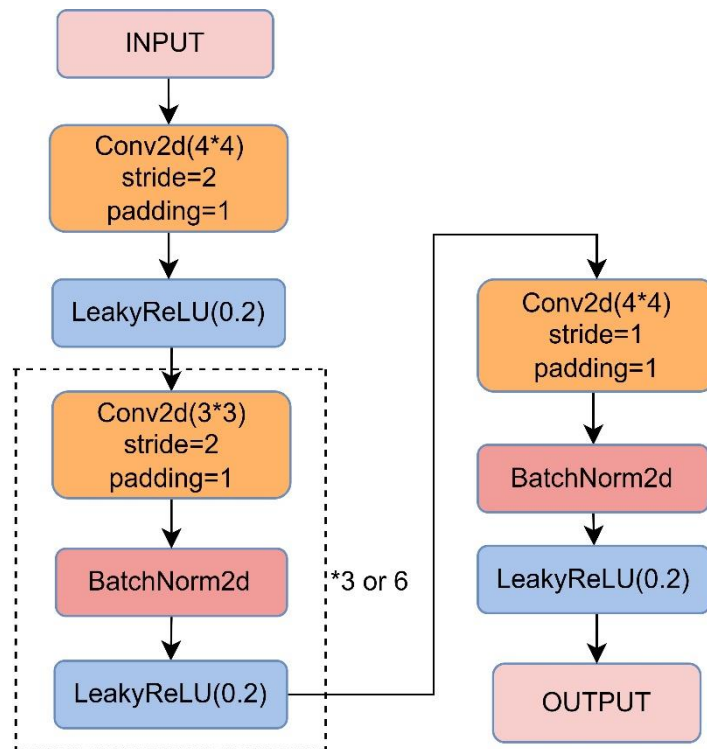 INPUT
Conv2d(4*4)
stride=2
padding=1
LeakyReLU(0.2)
Conv2d(3*3)
stride=2
padding=1
BatchNorm2d
LeakyReLU(0.2)
*3 or 6
Conv2d(4*4)
stride=1
padding=1
BatchNorm2d
LeakyReLU(0.2)
OUTPUT